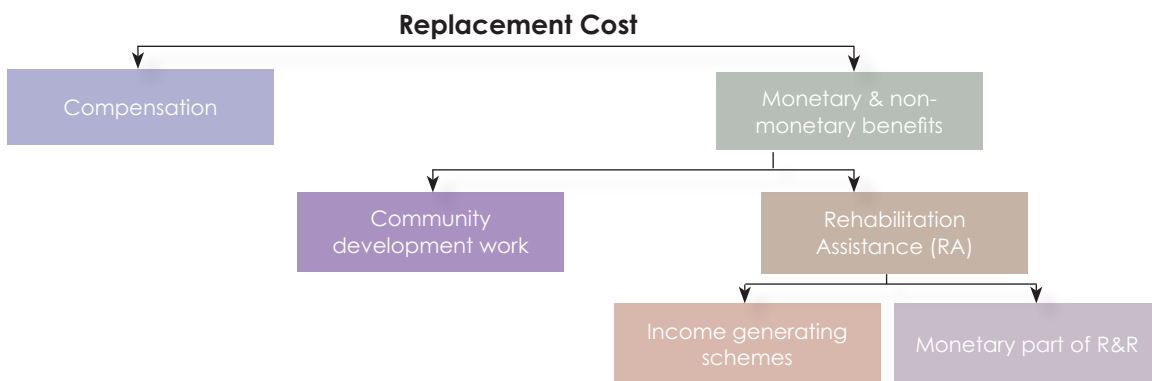 Replacement Cost
Compensation
Monetary & non-
monetary benefits
Community
development work
Rehabilitation
Assistance (RA)
Income generating
schemes
Monetary part of R&R